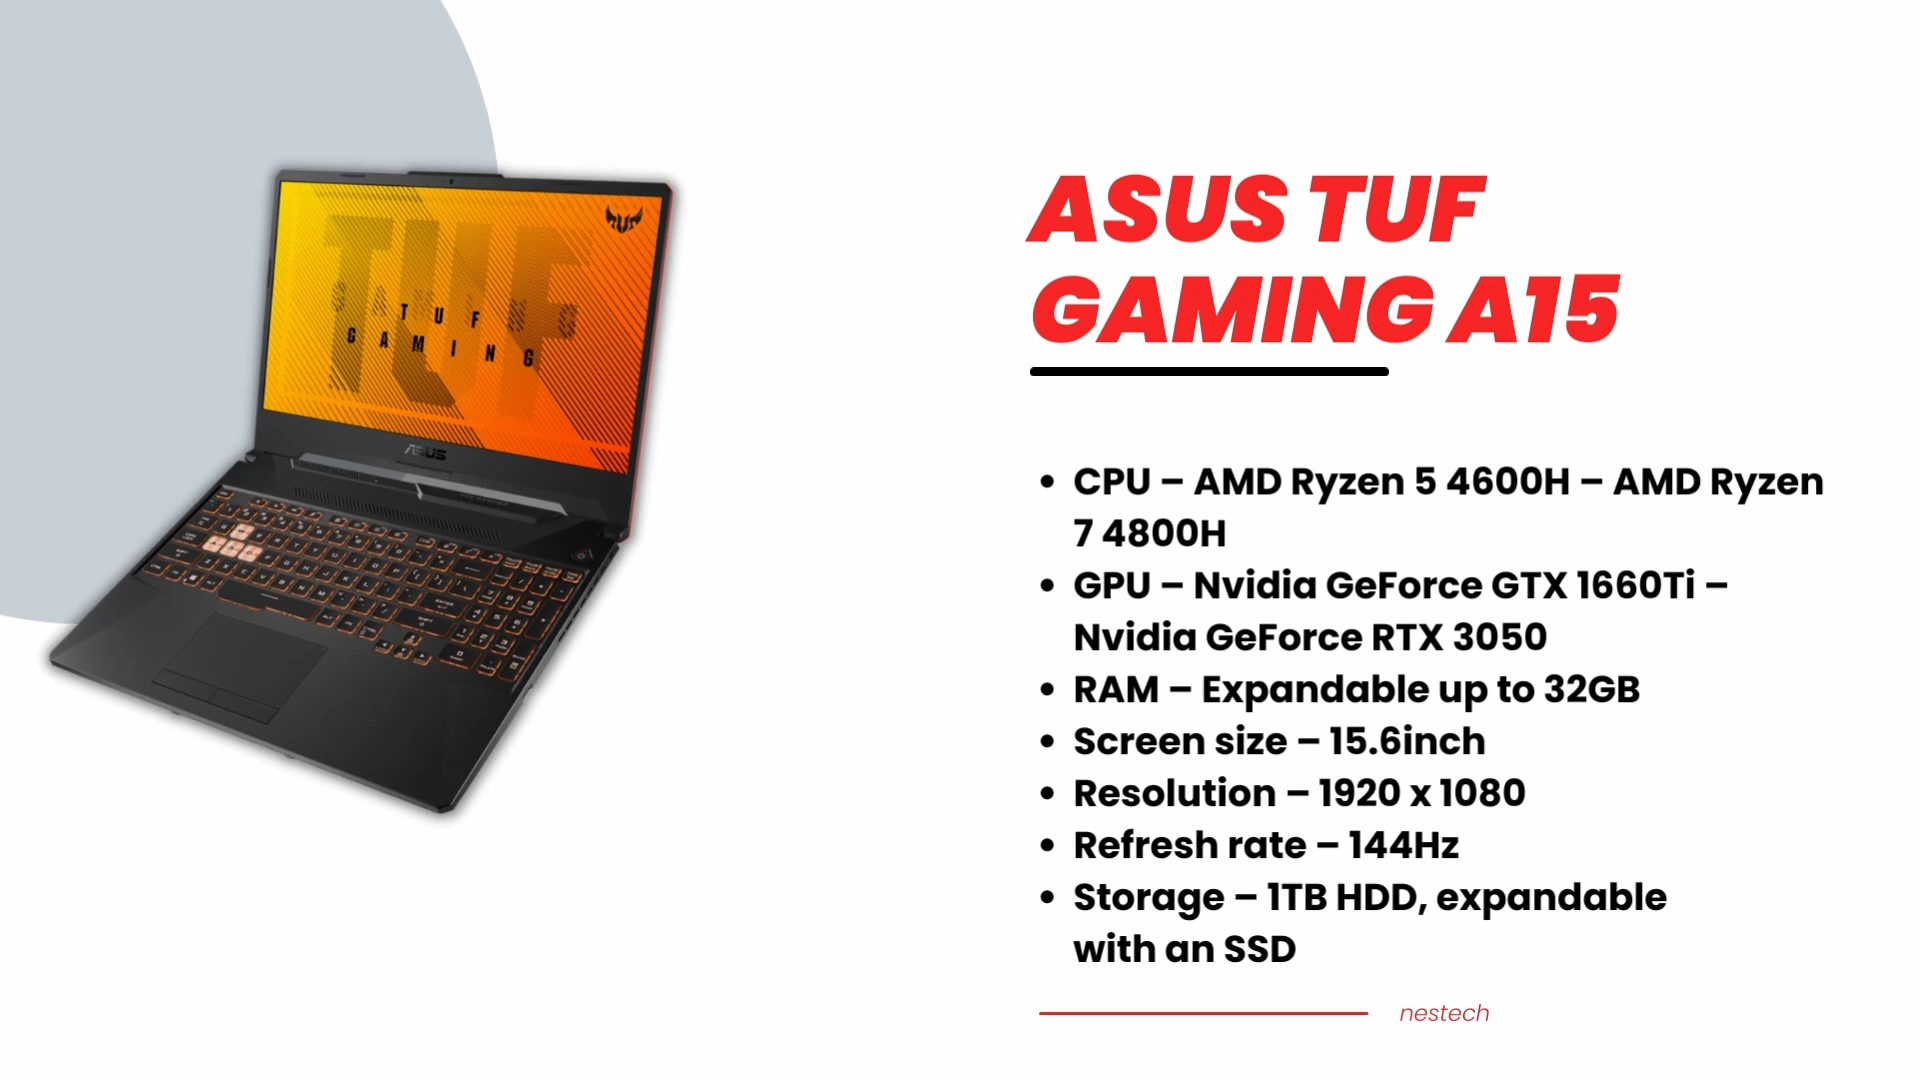 ASUS TUF
GAMING A15
TUF
TUF
GAMING
ASUS
• CPU – AMD Ryzen 5 4600H – AMD Ryzen
7 4800H
• GPU – Nvidia GeForce GTX 1660Ti –
Nvidia GeForce RTX 3050
• RAM – Expandable up to 32GB
• Screen size – 15.6inch
• Resolution – 1920 x 1080
• Refresh rate – 144Hz
• Storage – 1TB HDD, expandable
with an SSD
nestech